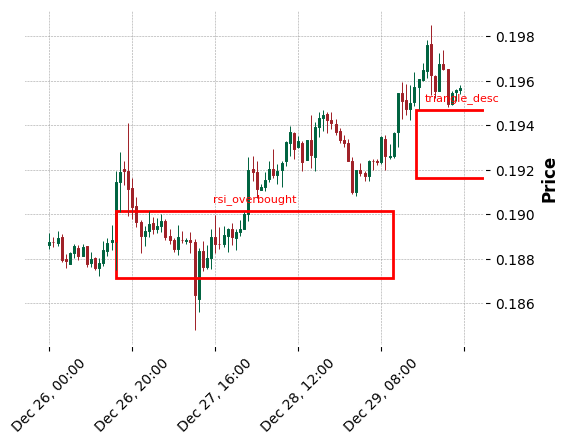 0.198
0.196
triangle_desc
0.194
0.192
rsi_overbought
0.190
0.188
0.186
Price
Dec 26, 00:00
Dec 26, 20:00
Dec 27, 16:00
Dec 28, 12:00
Dec 29, 08:00